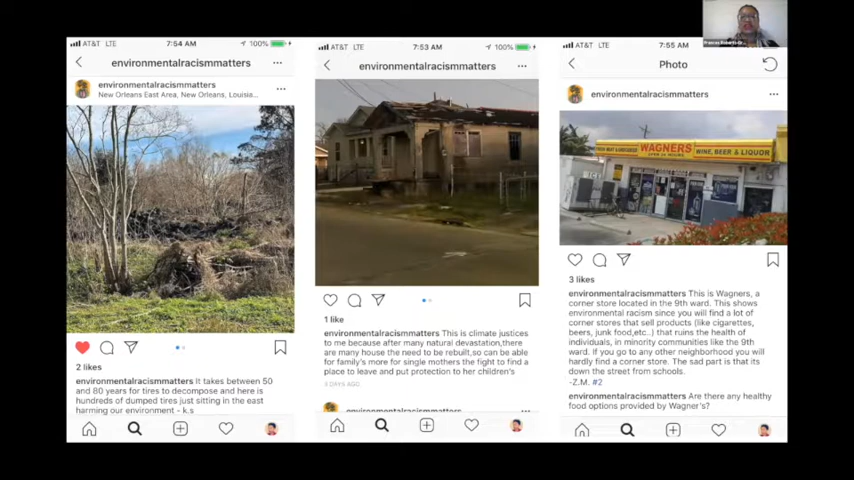 AT&T LTE
7:54 AM
100%
environmentalracismmatters
environmentalracismmatters
New Orleans East Area, New Orleans, Louisie...
2 likes
environmentalracismmatters It takes between 50
and 80 years for tires to decompose and here is
hundreds of dumped tires just sitting in the east
harming our environment - k.s
AT&T LTE
7:53 AM
100%
environmentalracismmatters
1 like
environmentalracismmatters This is climate justices
to me because after many natural devastation,there
are many house the need to be rebuilt,so can be able
for family's more for single mothers the fight to find a
place to leave and put protection to her children's
3 DAYS AGO
environmentalracismmatters
AT&T LTE
7:55 AM
100%
Photo
environmentalracismmatters
WAGNERS
WINE, BEER & LIQUOR
ICE
3 likes
environmentalracismmatters This is Wagners, a
corner store located in the 9th ward. This shows
environmental racism since you will find a lot of
corner stores that sell products (like cigarettes,
beers, junk food,etc..) that ruins the health of
individuals, in minority communities like the 9th
ward. If you go to any other neighborhood you will
hardly find a corner store. The sad part is that its
down the street from schools.
-Z.M. #2
environmentalracismmatters Are there any healthy
food options provided by Wagner's?